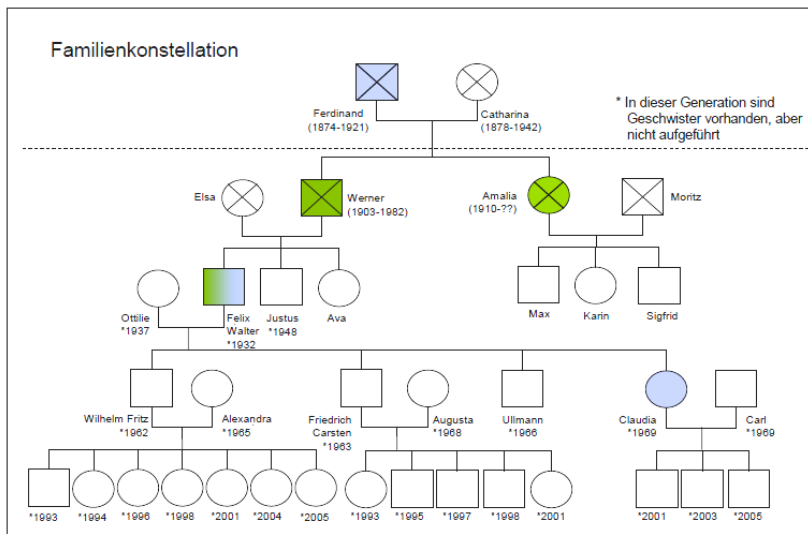 Familienkonstellation
Ferdinand
(1874-1921)
Catharina
(1878-1942)
* In dieser Generation sind
Geschwister vorhanden, aber
nicht aufgeführt
Elsa
Werner
(1903-1982)
Amalia
(1910-??)
Moritz
Ottilie
*1937
Felix
Walter
*1932
Justus
*1948
Ava
Max
Karin
Sigfrid
Wilhelm Fritz
*1962
Alexandra
*1965
Friedrich
Carsten
*1963
Augusta
*1968
Ullmann
*1966
Claudia
*1969
Carl
*1969
*1993
*1994
*1996
*1998
*2001
*2004
*2005
*1993
*1995
*1997
*1998
*2001
*2001
*2003
*2005